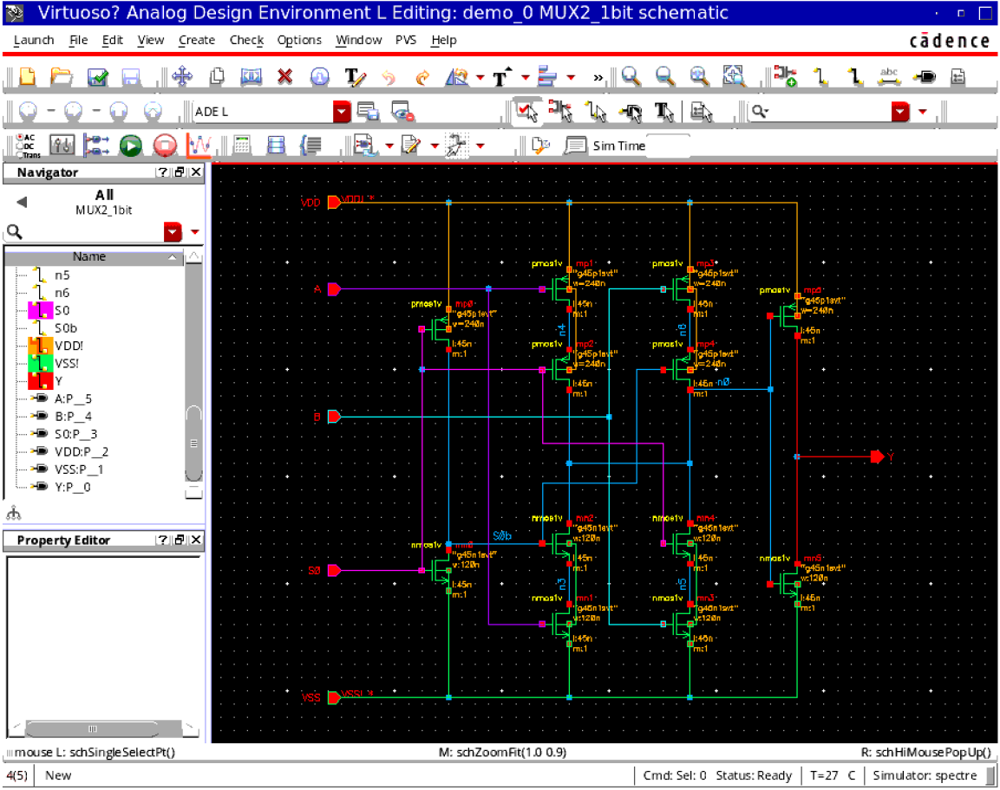 Virtuoso? Analog Design Environment L Editing: demo_0 MUX2_1bit schematic
Launch File Edit View Create Check Options Window PVS Help
cādence
abc
ADE L
AC
DC
Trans
Sim Time
Navigator
All
MUX2_1bit
Name
n5
n6
S0
S0b
VDD!
VSS!
Y
A:P__5
B:P__4
S0:P__3
VDD:P__2
VSS:P__1
Y:P__0
Property Editor
VDD
VDD! *
pmos1v mp1
"g45p1svt"
w=240n
l:45n
m:1
pmos1v mp3
"g45p1svt"
w=240n
l:45n
m:1
A
pmos1v mp0
"g45p1svt"
w=240n
l:45n
m:1
pmos1v mp5
"g45p1svt"
w=240n
l:45n
m:1
n4
n6
pmos1v mp2
"g45p1svt"
w=240n
l:45n
m:1
pmos1v mp4
"g45p1svt"
w=240n
l:45n
m:1
n0
B
Y
nmos1v mn2
"g45n1svt"
w:120n
l:45n
m:1
nmos1v mn4
"g45n1svt"
w:120n
l:45n
m:1
S0b
nmos1v mn0
"g45n1svt"
w:120n
l:45n
m:1
nmos1v mn5
"g45n1svt"
w:120n
l:45n
m:1
S0
n3
n5
nmos1v mn1
"g45n1svt"
w:120n
l:45n
m:1
nmos1v mn3
"g45n1svt"
w:120n
l:45n
m:1
VSS
VSS! *
mouse L: schSingleSelectPt()
M: schZoomFit(1.0 0.9)
R: schHiMousePopUp()
4(5) New
Cmd: Sel: 0 Status: Ready T=27 C Simulator: spectre